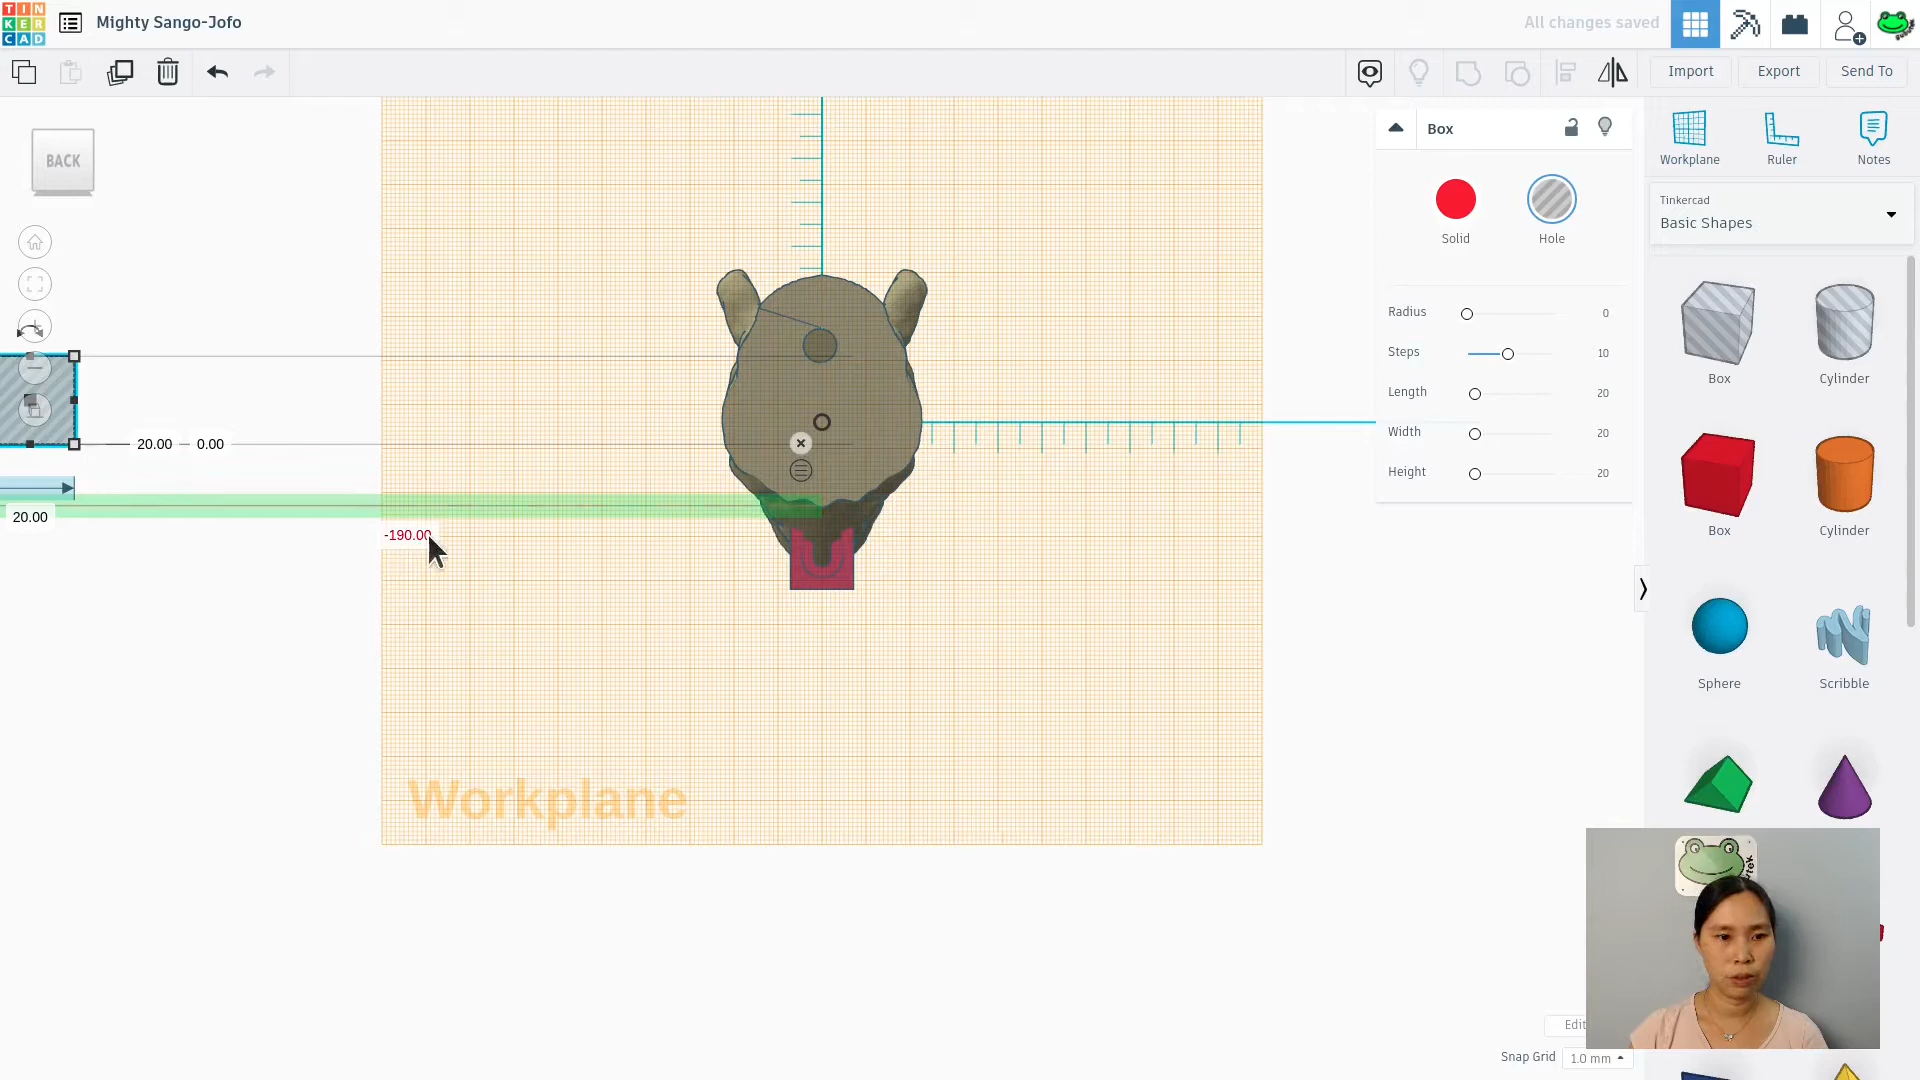 TIN
KER
CAD
Mighty Sango-Jofo
All changes saved
Import
Export
Send To
BACK
Box
Solid
Hole
Radius
0
Steps
10
Length
20
Width
20
Height
20
Workplane
Ruler
Notes
Tinkercad
Basic Shapes
Box
Cylinder
Box
Cylinder
Sphere
Scribble
20.00
0.00
20.00
-190.00
Workplane
Edit
Snap Grid
1.0 mm